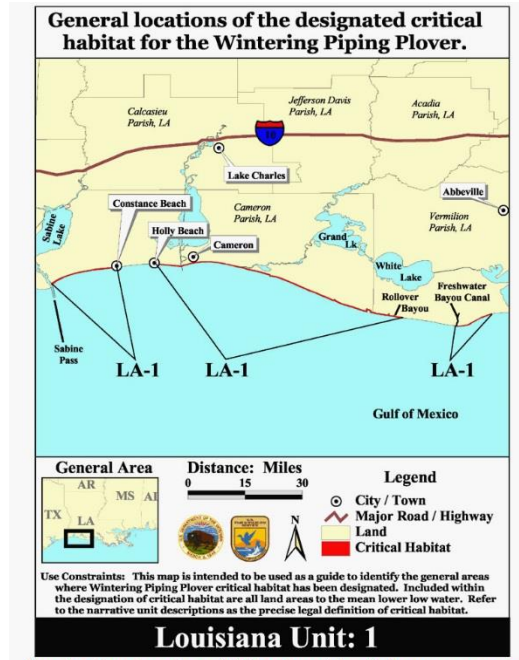 General locations of the designated critical
habitat for the Wintering Piping Plover.
Calcasieu
Parish, LA
Jefferson Davis
Parish, LA
Acadia
Parish, LA
10
Lake Charles
Abbeville
Constance Beach
Cameron
Parish, LA
Vermilion
Parish, LA
Sabine
Lake
Holly Beach
Cameron
Grand
Lk
White
Lake
Freshwater
Bayou Canal
Rollover
Bayou
Sabine
Pass
LA-1
LA-1
LA-1
Gulf of Mexico
General Area
AR
MS
AL
TX
LA
Distance: Miles
0
15
30
N
Legend
City / Town
Major Road / Highway
Land
Critical Habitat
Use Constraints: This map is intended to be used as a guide to identify the general areas
where Wintering Piping Plover critical habitat has been designated. Included within
the designation of critical habitat are all land areas to the mean lower low water. Refer
to the narrative unit descriptions as the precise legal definition of critical habitat.
Louisiana Unit: 1